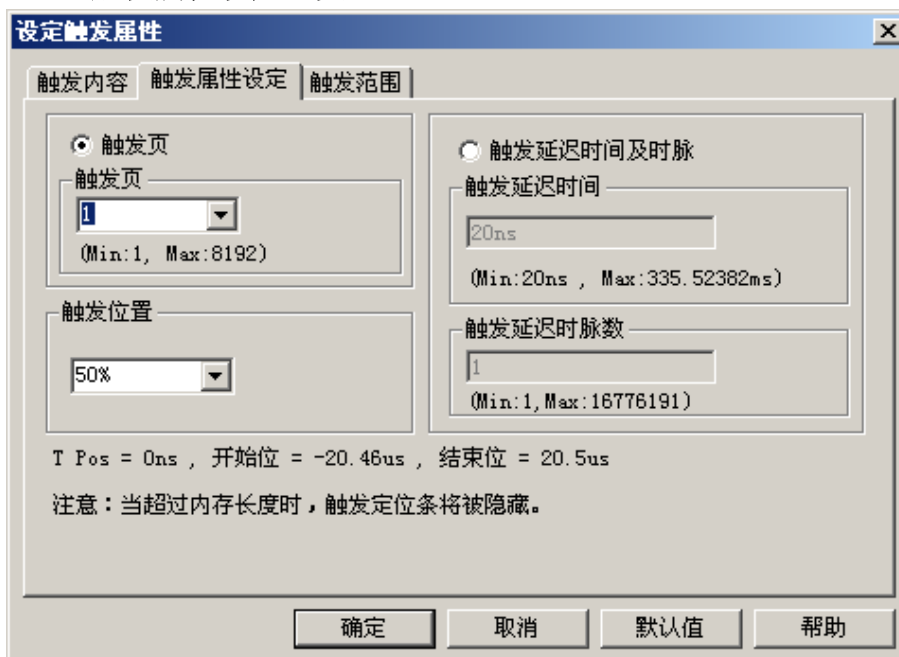 设定触发属性
触发内容 触发属性设定 触发范围
触发页
触发页
1
(Min:1, Max:8192)
触发位置
50%
触发延迟时间及时脉
触发延迟时间
20ns
(Min:20ns , Max:335.52382ms)
触发延迟时脉数
1
(Min:1,Max:16776191)
T Pos = 0ns , 开始位 = -20.46us , 结束位 = 20.5us
注意：当超过内存长度时，触发定位条将被隐藏。
确定 取消 默认值 帮助